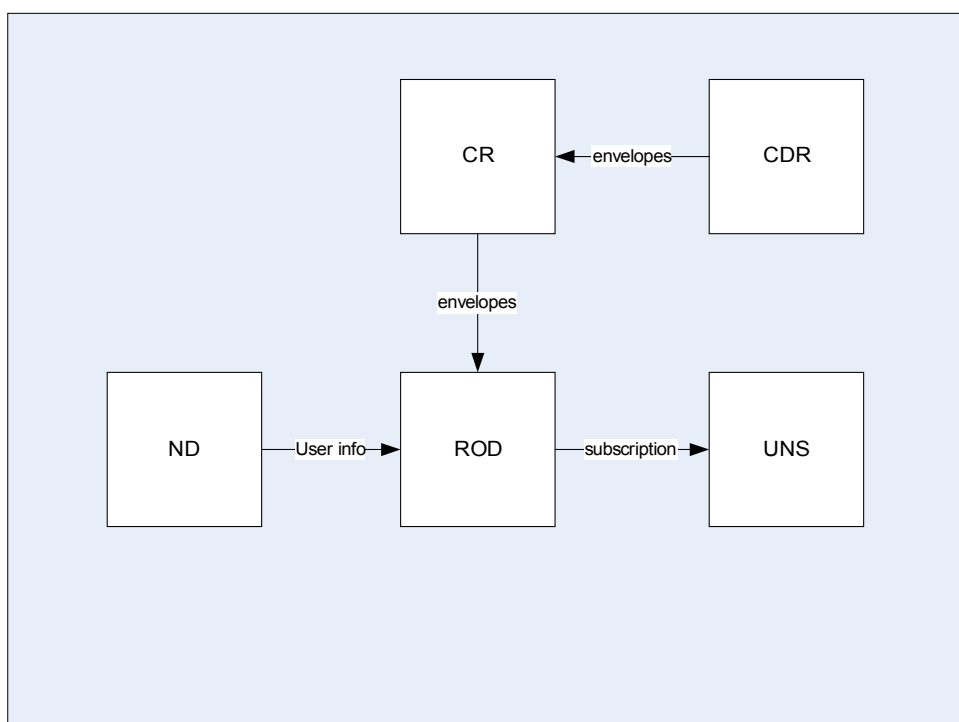 CR
envelopes
CDR
envelopes
ND
User info
ROD
subscription
UNS